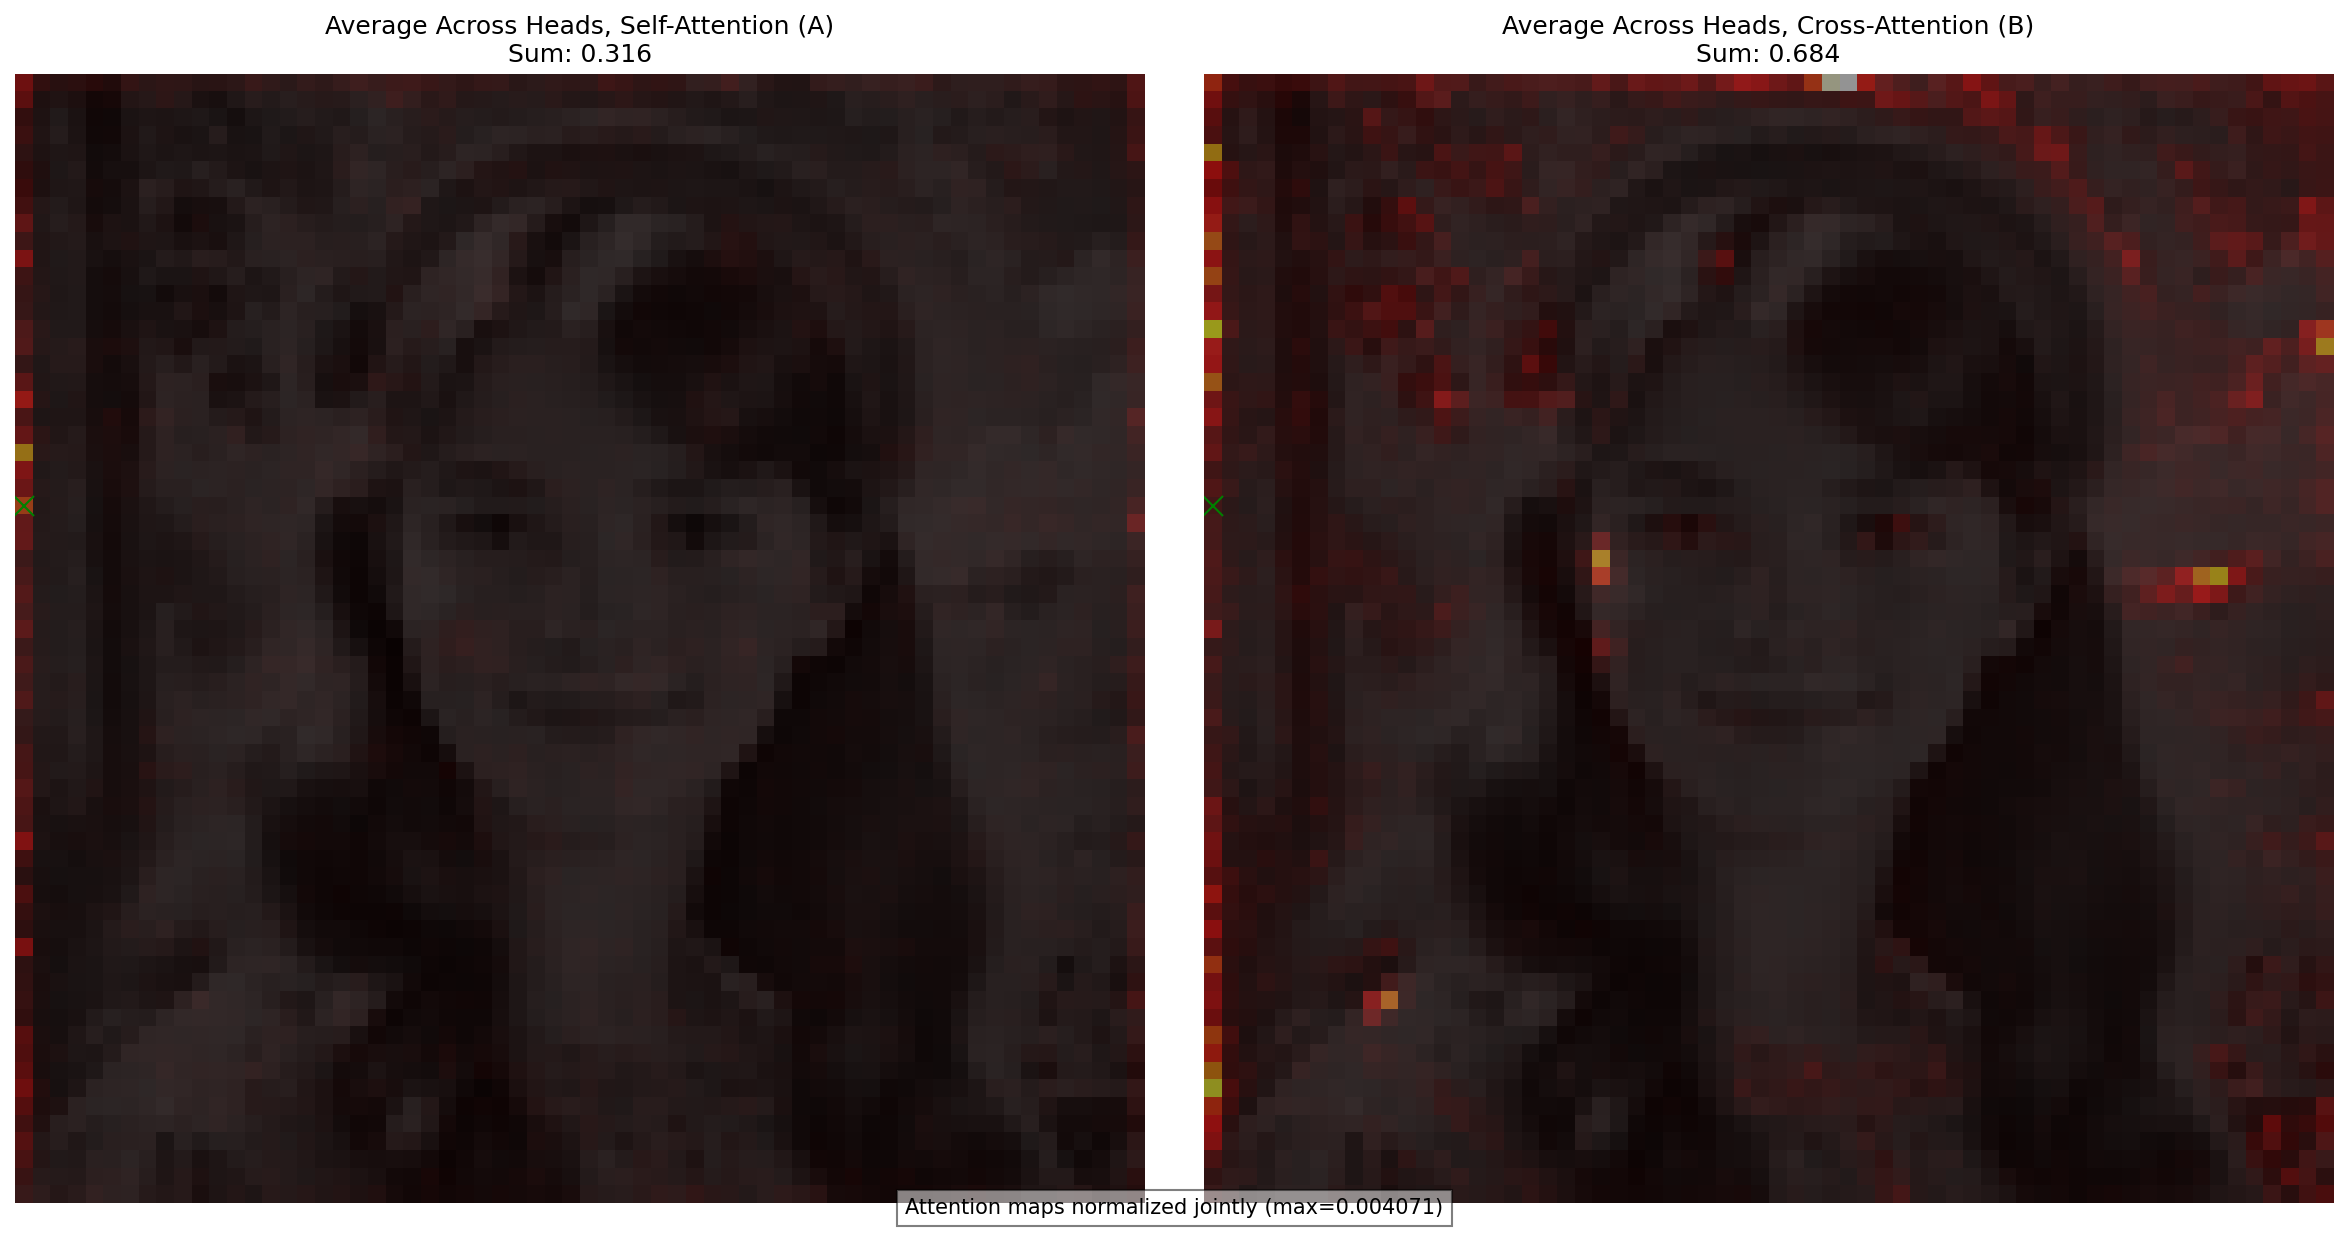 Average Across Heads, Self-Attention (A)
Sum: 0.316
Average Across Heads, Cross-Attention (B)
Sum: 0.684
Attention maps normalized jointly (max=0.004071)